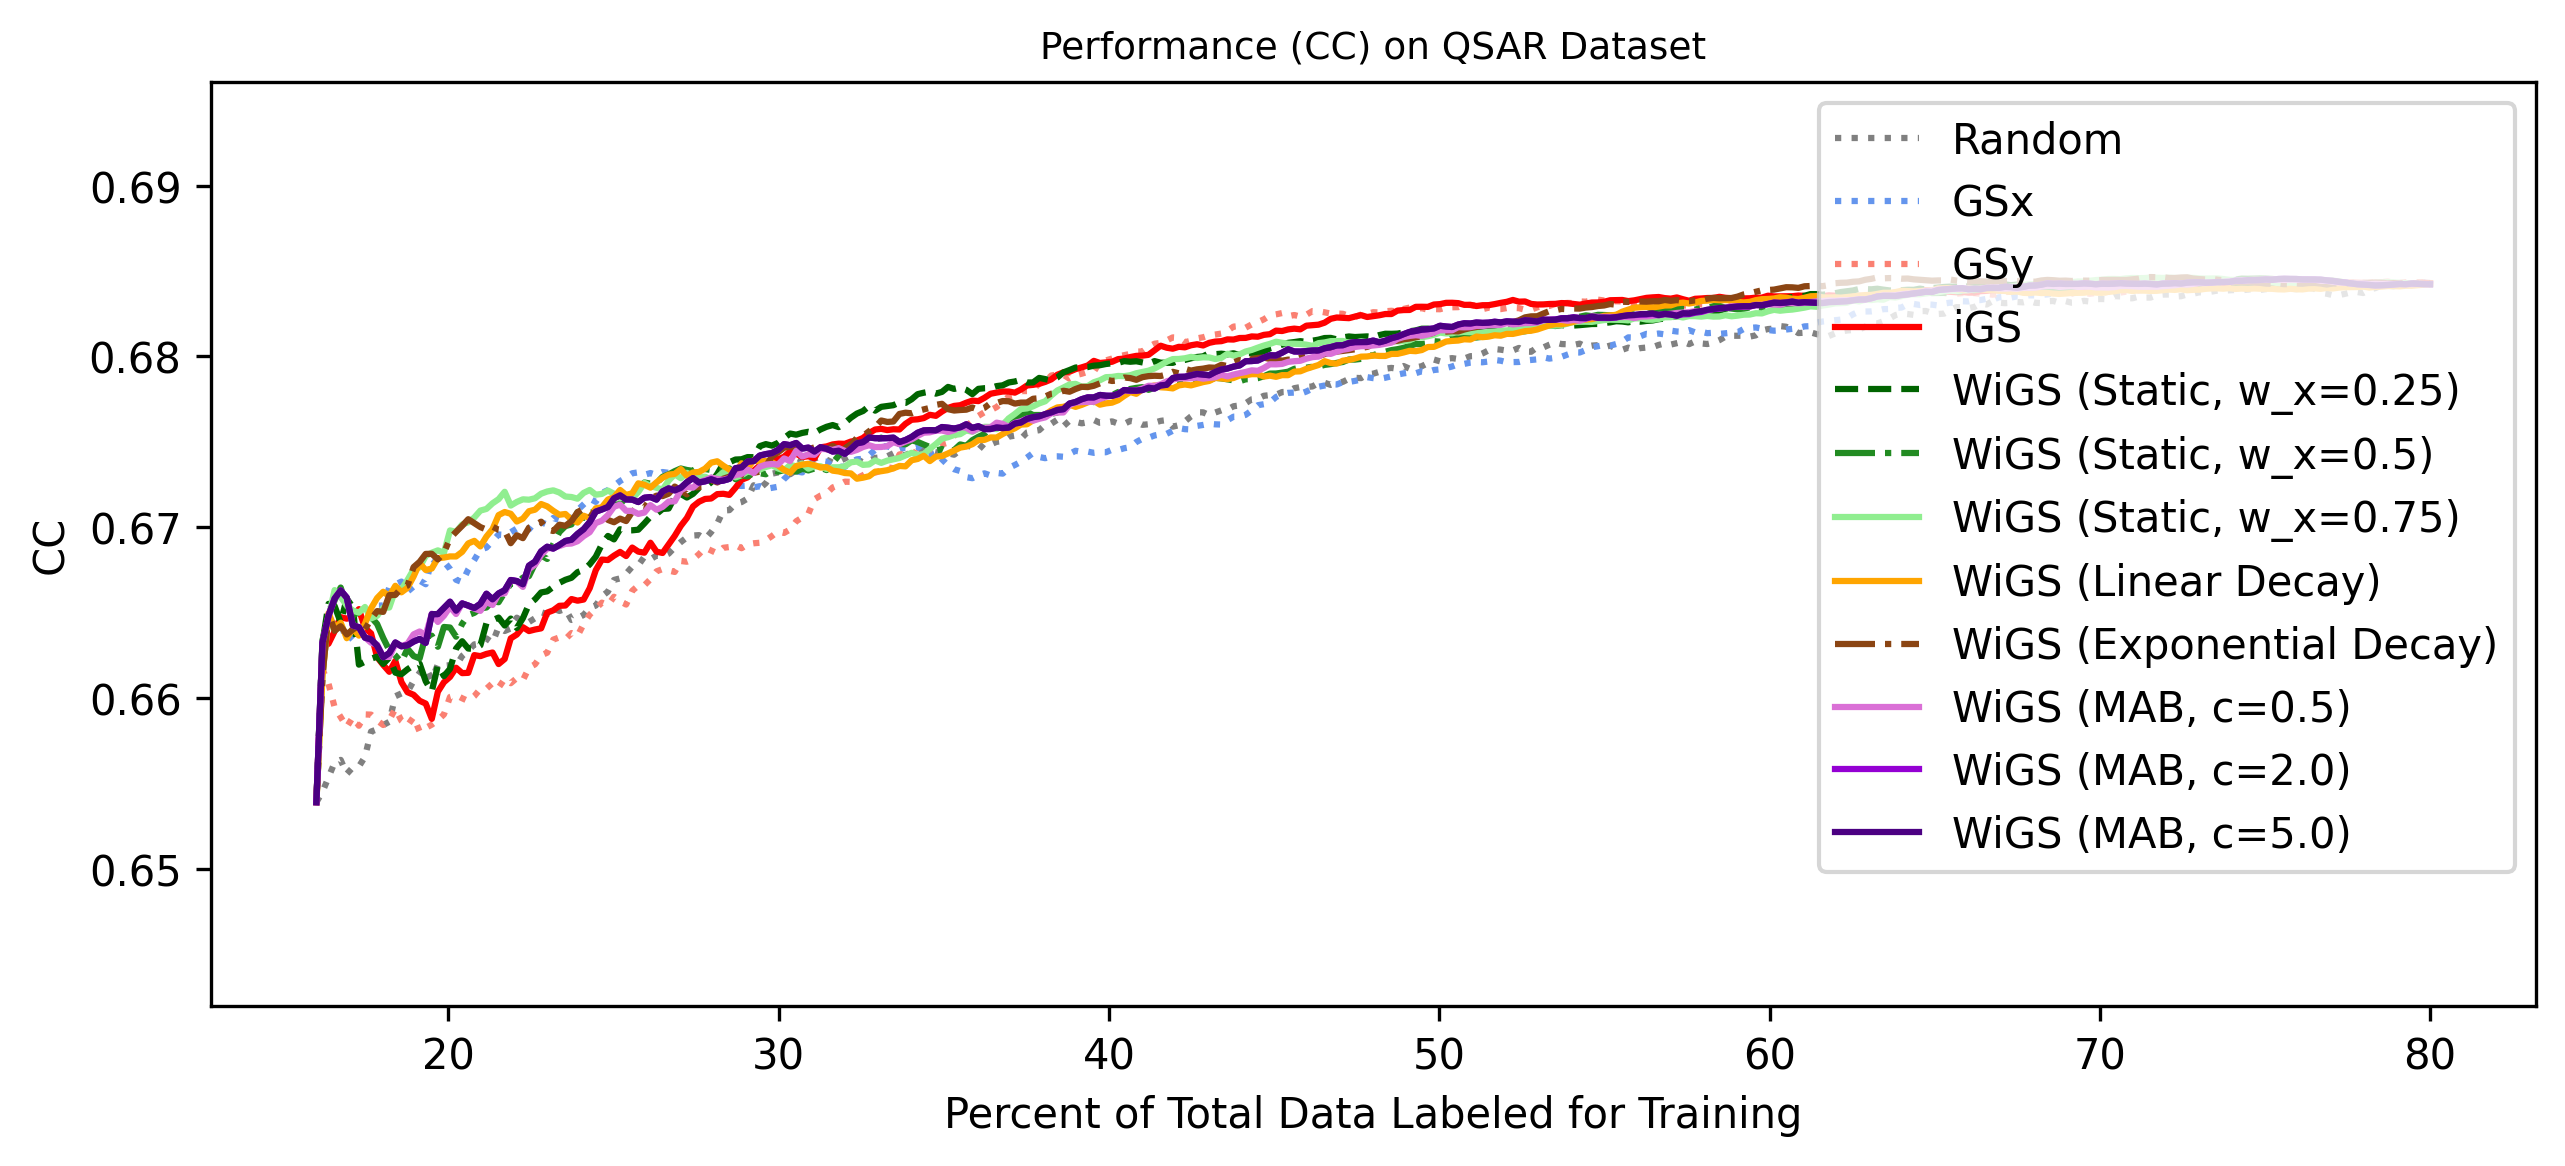 Performance (CC) on QSAR Dataset
CC
0.69
0.68
0.67
0.66
0.65
Random
GSx
GSy
iGS
WiGS (Static, w_x=0.25)
WiGS (Static, w_x=0.5)
WiGS (Static, w_x=0.75)
WiGS (Linear Decay)
WiGS (Exponential Decay)
WiGS (MAB, c=0.5)
WiGS (MAB, c=2.0)
WiGS (MAB, c=5.0)
20 30 40 50 60 70 80
Percent of Total Data Labeled for Training